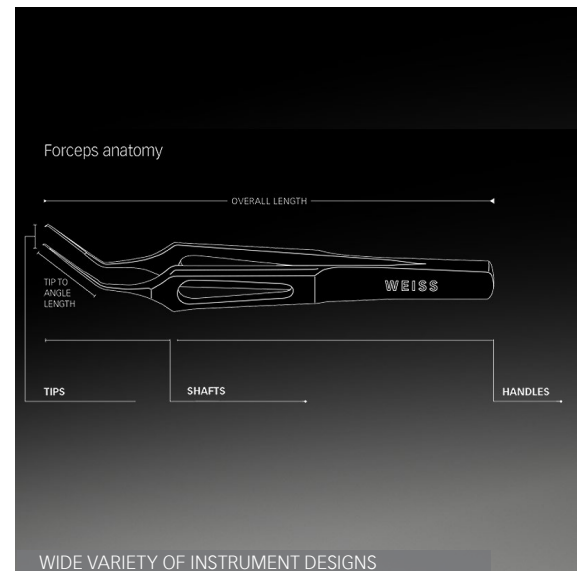 Forceps anatomy
OVERALL LENGTH
TIP TO
ANGLE
LENGTH
WEISS
TIPS
SHAFTS
HANDLES
WIDE VARIETY OF INSTRUMENT DESIGNS